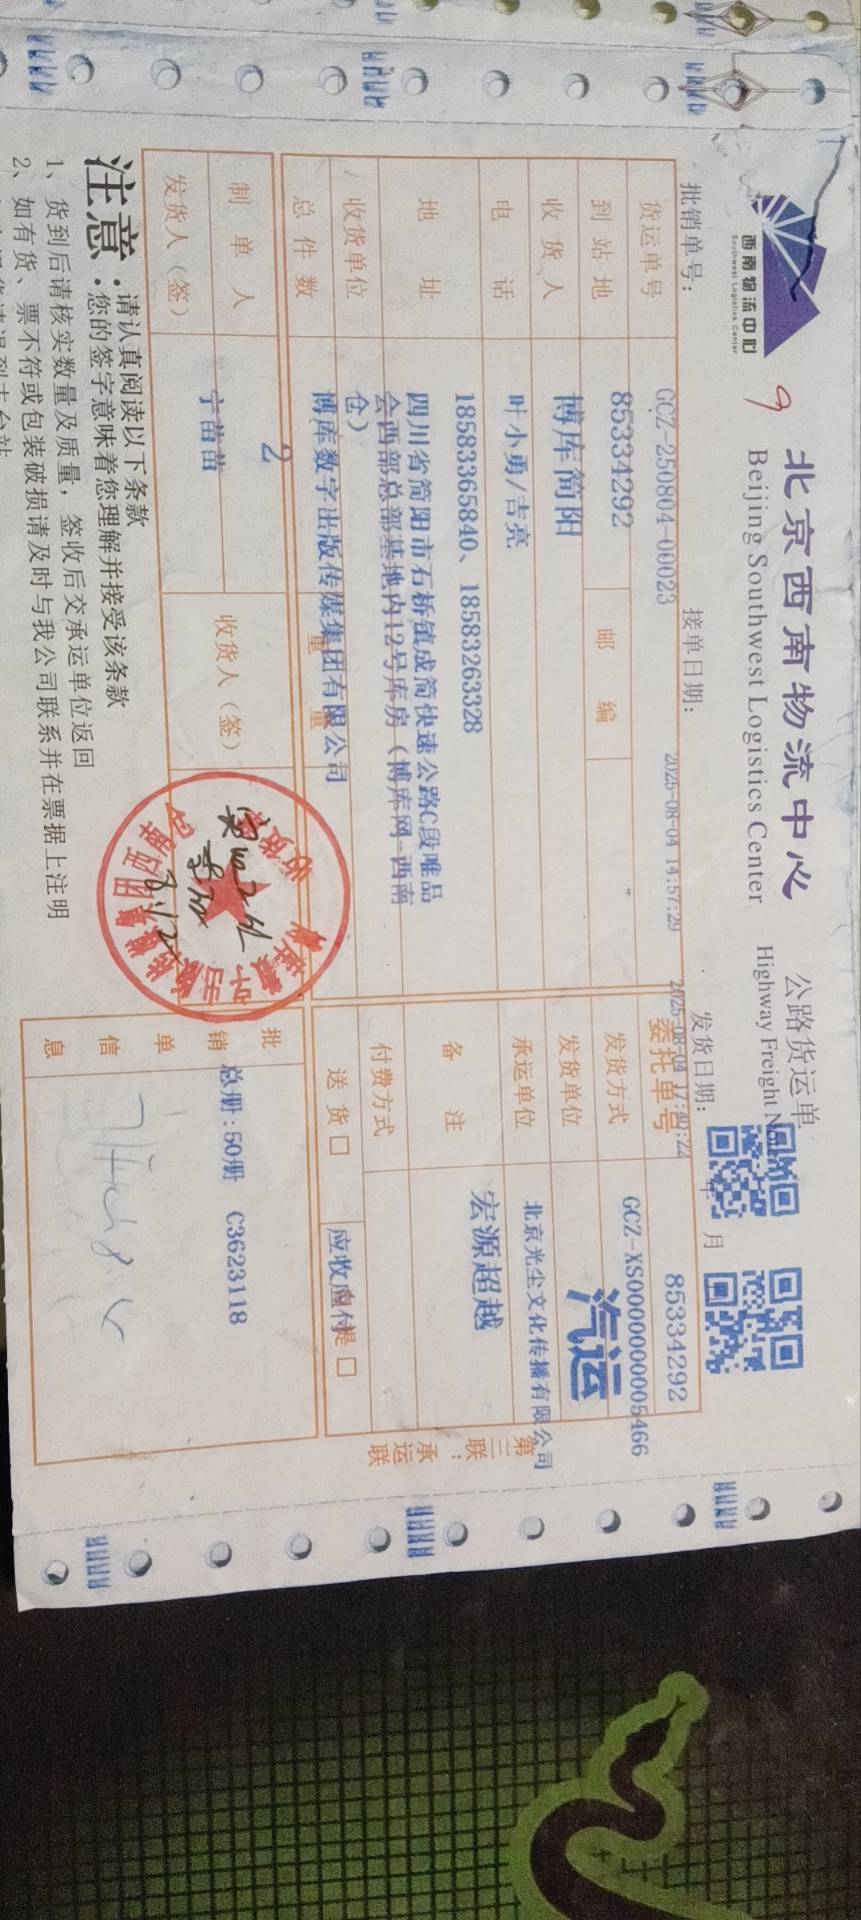 西南物流中心
Southwest Logistics Center
9
北京西南物流中心
公路货运单
Beijing Southwest Logistics Center
Highway Freight
批销单号：
接单日期：
2025-08-04 14:57:29
发货日期：
2025-08-04 17:40:22
年 月
货运单号 GCZ-250804-00023
委托单号 85334292
到站地 85334292
邮编
发货方式 GCZ-XS0000000005466
汽运
收货人 博库简阳
发货单位 北京光尘文化传播有限公司
电话 叶小勇/吉亮
承运单位 宏源超越
18583365840、18583263328
地址 四川省简阳市石桥镇成简快速公路C段唯品
会西部总部基地内12号库房（博库网-西南
仓）
备注
收货单位 博库数字出版传媒集团有限公司
付费方式
总件数 2
重量
送货□
应收应付
提□
制单人 宁苗苗
收货人（签）
发货人（签）
批销单信息
总册：50册 C3623118
第三联：承运联
注意：
请认真阅读以下条款
您的签字意味着您理解并接受该条款
1、货到后请核实数量及质量，签收后交承运单位返回
2、如有货、票不符或包装破损请及时与我公司联系并在票据上注明